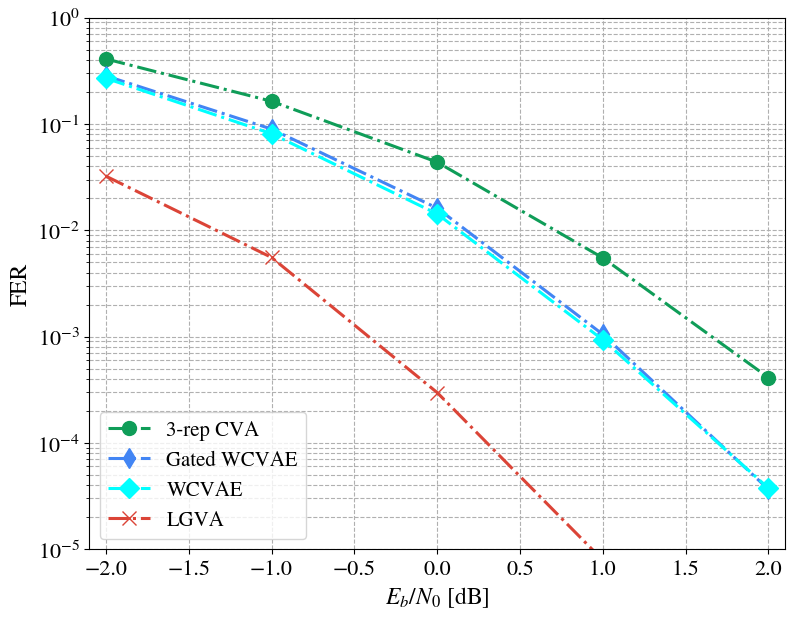 10⁰
10⁻¹
10⁻²
10⁻³
10⁻⁴
10⁻⁵
FER
3-rep CVA
Gated WCVAE
WCVAE
LGVA
−2.0 −1.5 −1.0 −0.5 0.0 0.5 1.0 1.5 2.0
E_b/N_0 [dB]